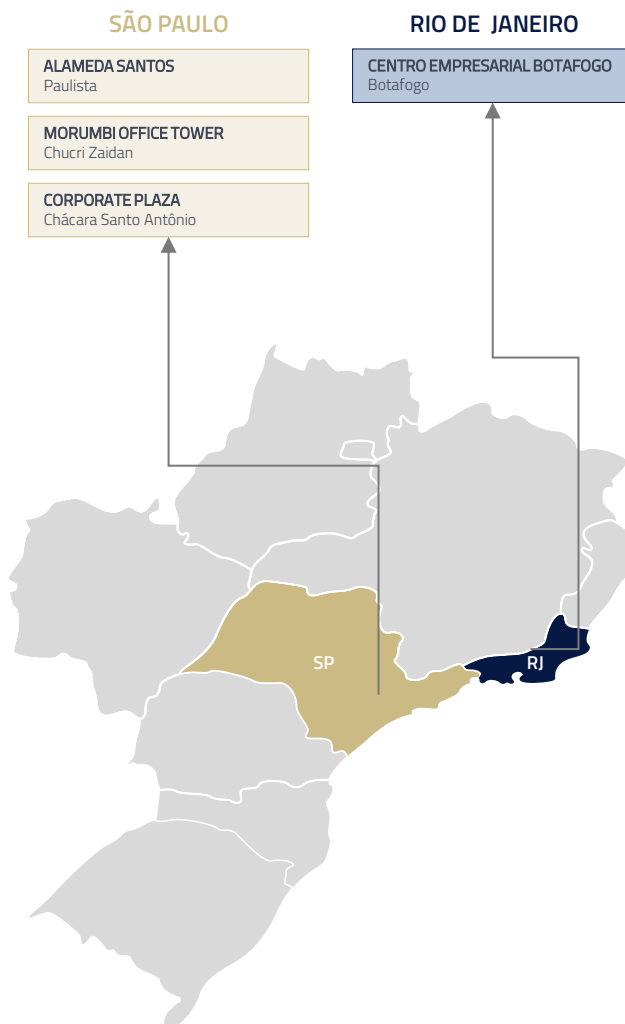 SÃO PAULO
ALAMEDA SANTOS
Paulista
MORUMBI OFFICE TOWER
Chucri Zaidan
CORPORATE PLAZA
Chácara Santo Antônio
RIO DE JANEIRO
CENTRO EMPRESARIAL BOTAFOGO
Botafogo
SP
RJ